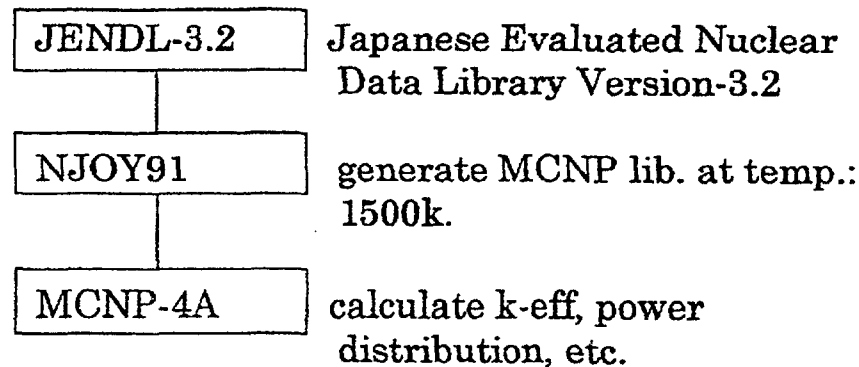 JENDL-3.2 Japanese Evaluated Nuclear
Data Library Version-3.2
NJOY91 generate MCNP lib. at temp.:
1500k.
MCNP-4A calculate k-eff, power
distribution, etc.